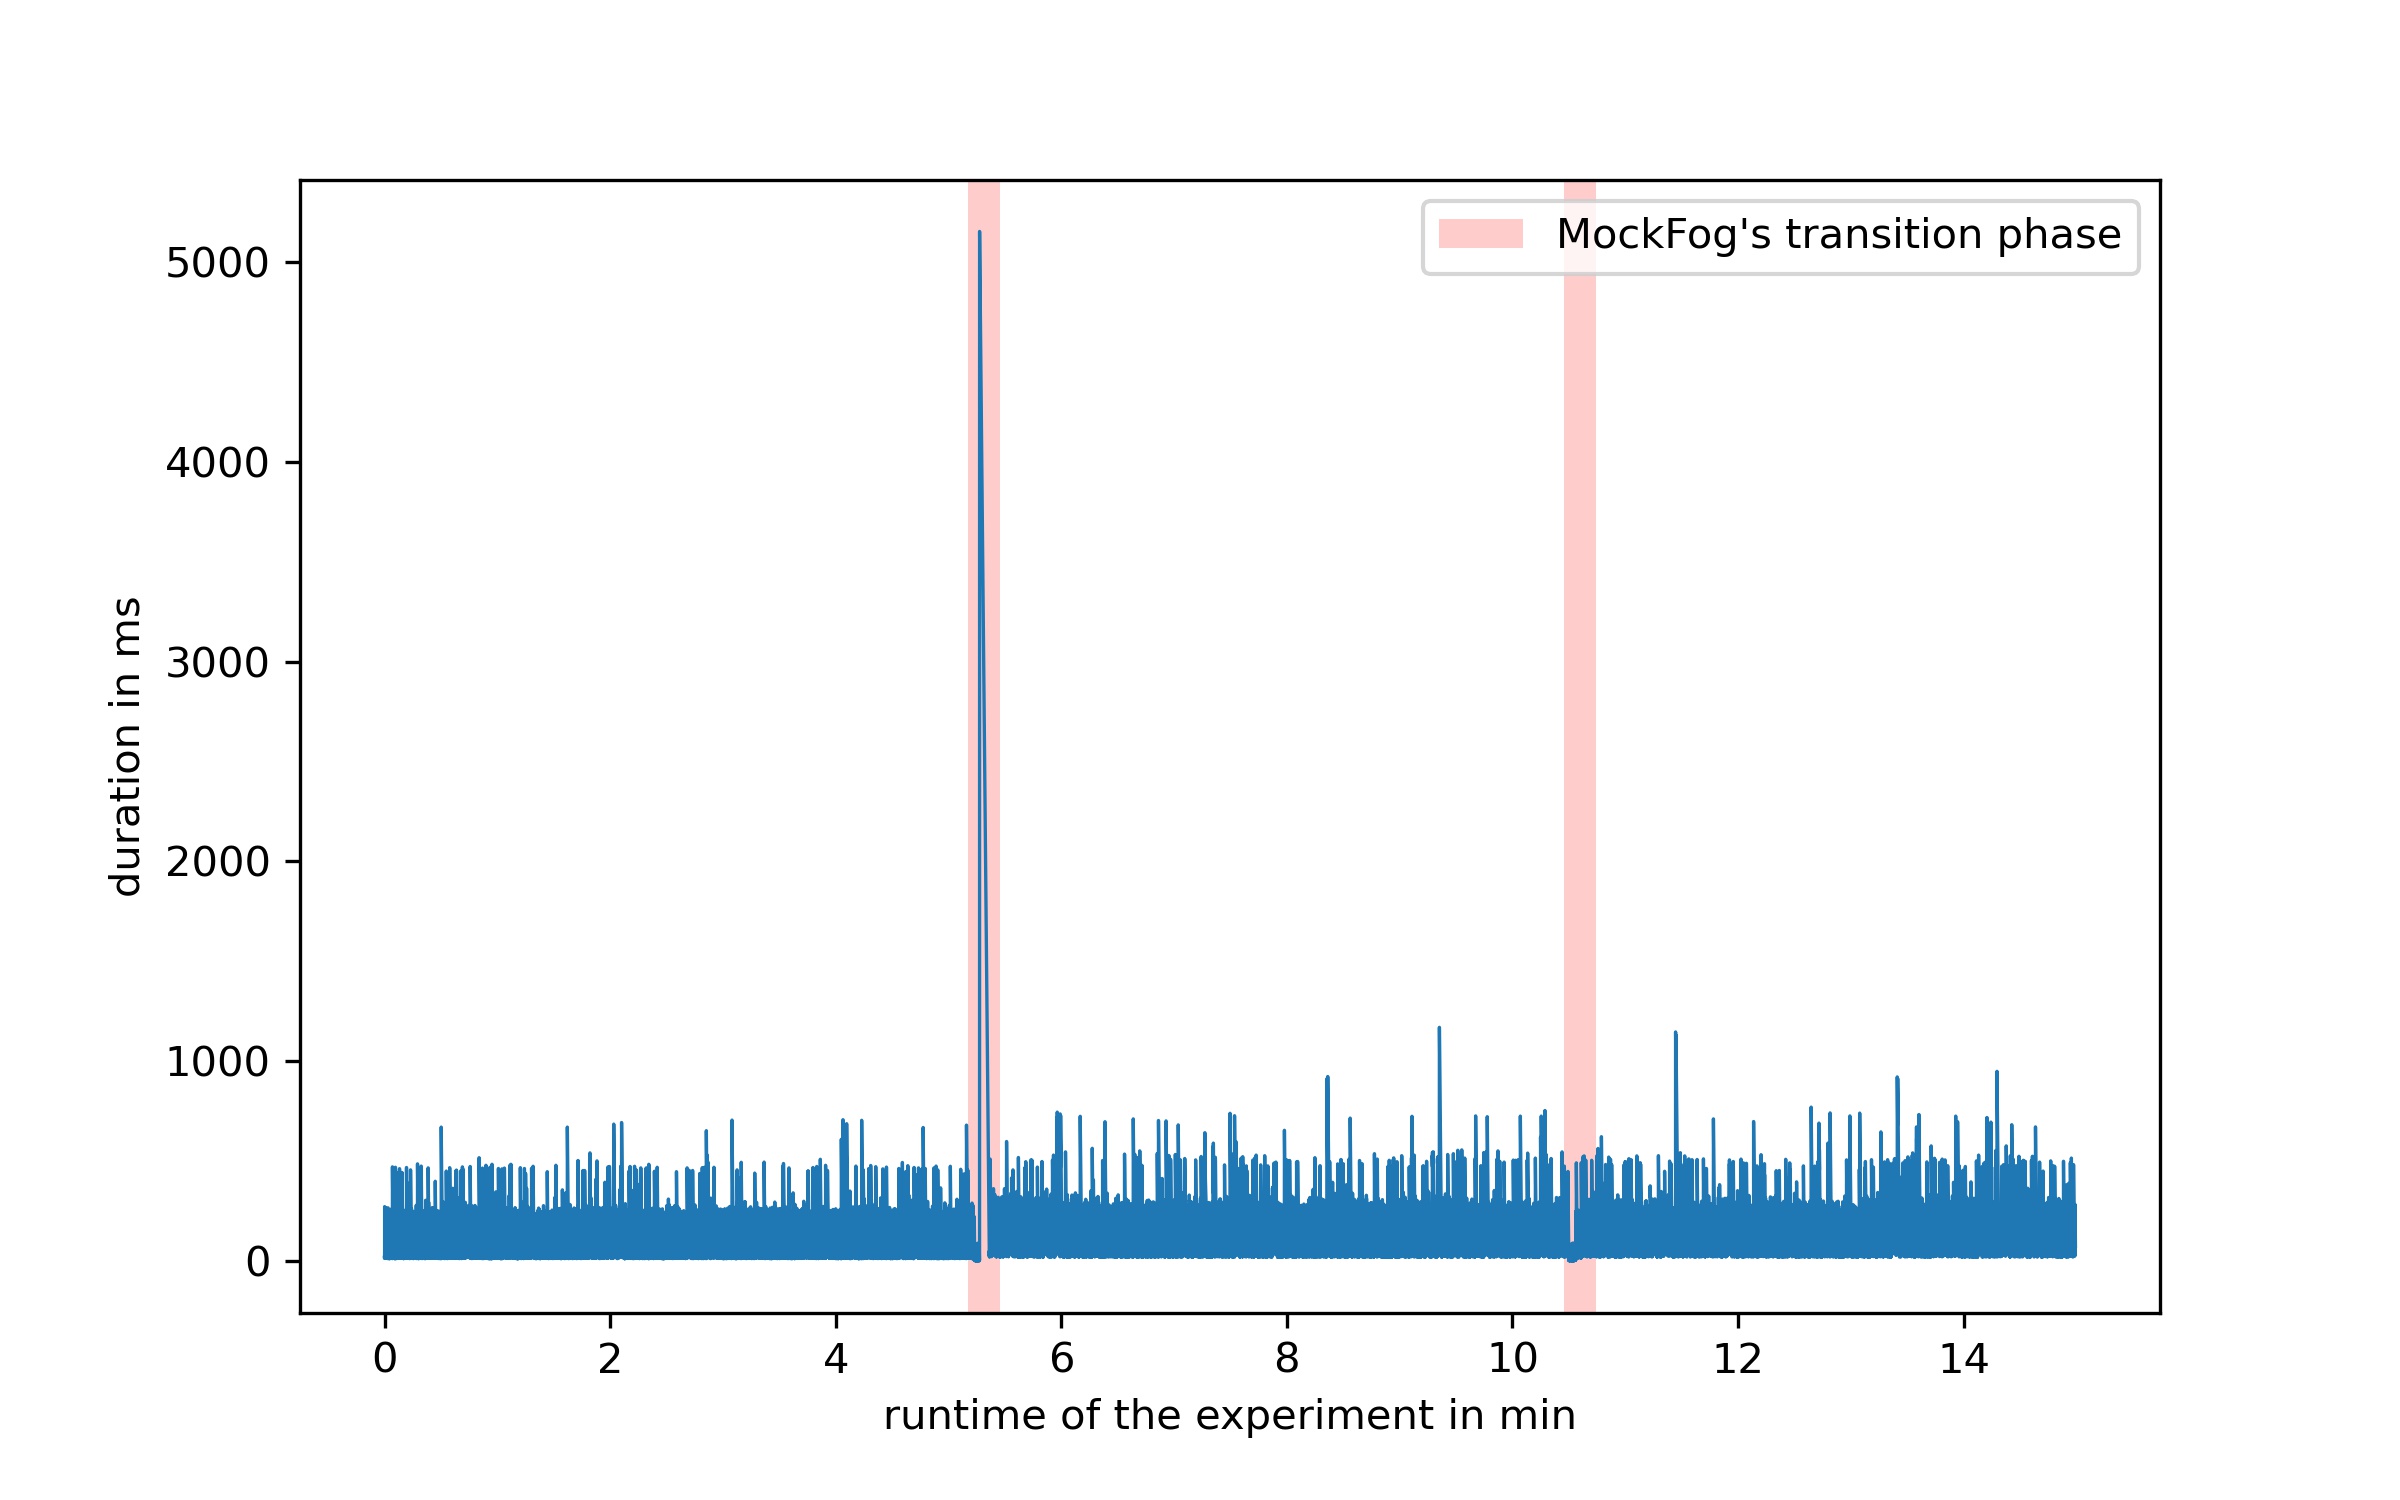 MockFog's transition phase
5000
4000
3000
2000
1000
0
duration in ms
0 2 4 6 8 10 12 14
runtime of the experiment in min